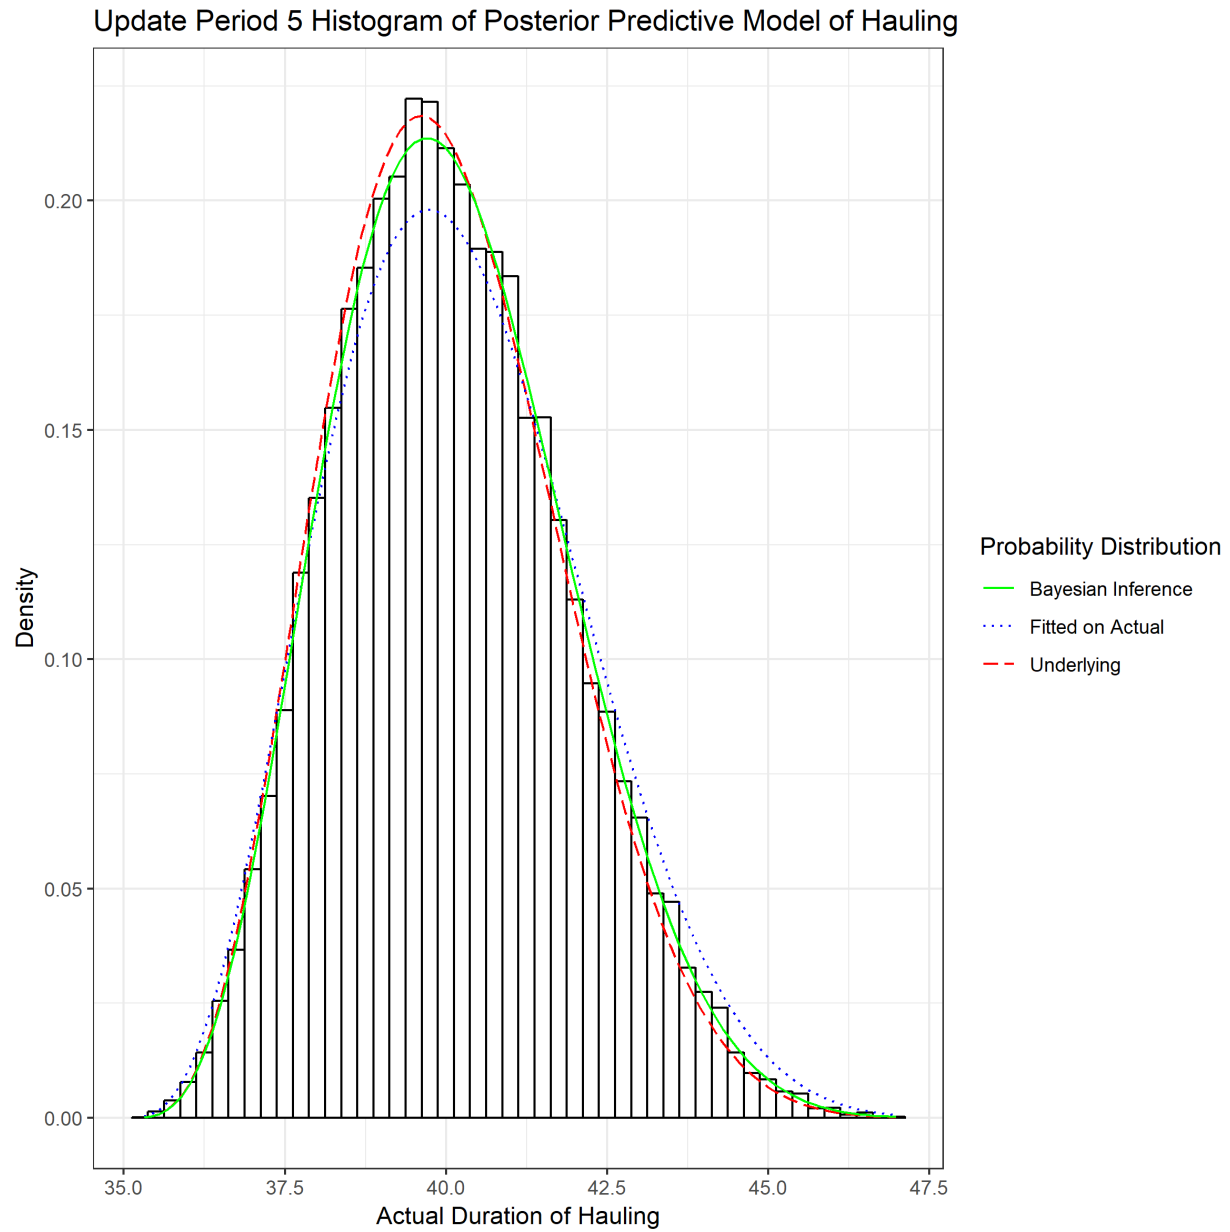 Update Period 5 Histogram of Posterior Predictive Model of Hauling
Density
0.20
0.15
0.10
0.05
0.00
35.0
37.5
40.0
42.5
45.0
47.5
Actual Duration of Hauling
Probability Distribution
Bayesian Inference
Fitted on Actual
Underlying